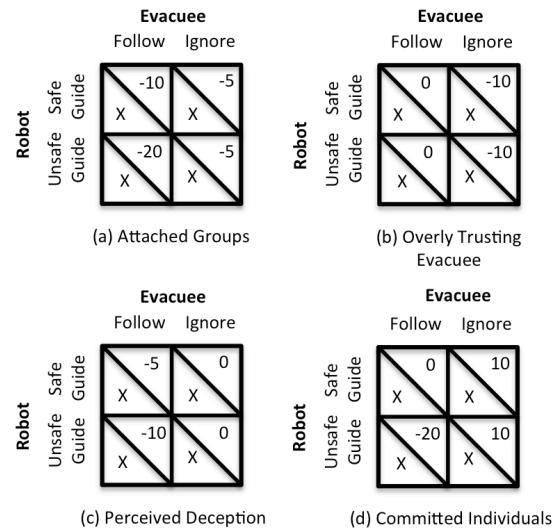 Evacuee
Follow Ignore
Robot
Safe Guide
Unsafe Guide
-10 -5
X X
-20 -5
X X
(a) Attached Groups
Evacuee
Follow Ignore
Robot
Safe Guide
Unsafe Guide
0 -10
X X
0 -10
X X
(b) Overly Trusting
Evacuee
Evacuee
Follow Ignore
Robot
Safe Guide
Unsafe Guide
-5 0
X X
-10 0
X X
(c) Perceived Deception
Evacuee
Follow Ignore
Robot
Safe Guide
Unsafe Guide
0 10
X X
-20 10
X X
(d) Committed Individuals